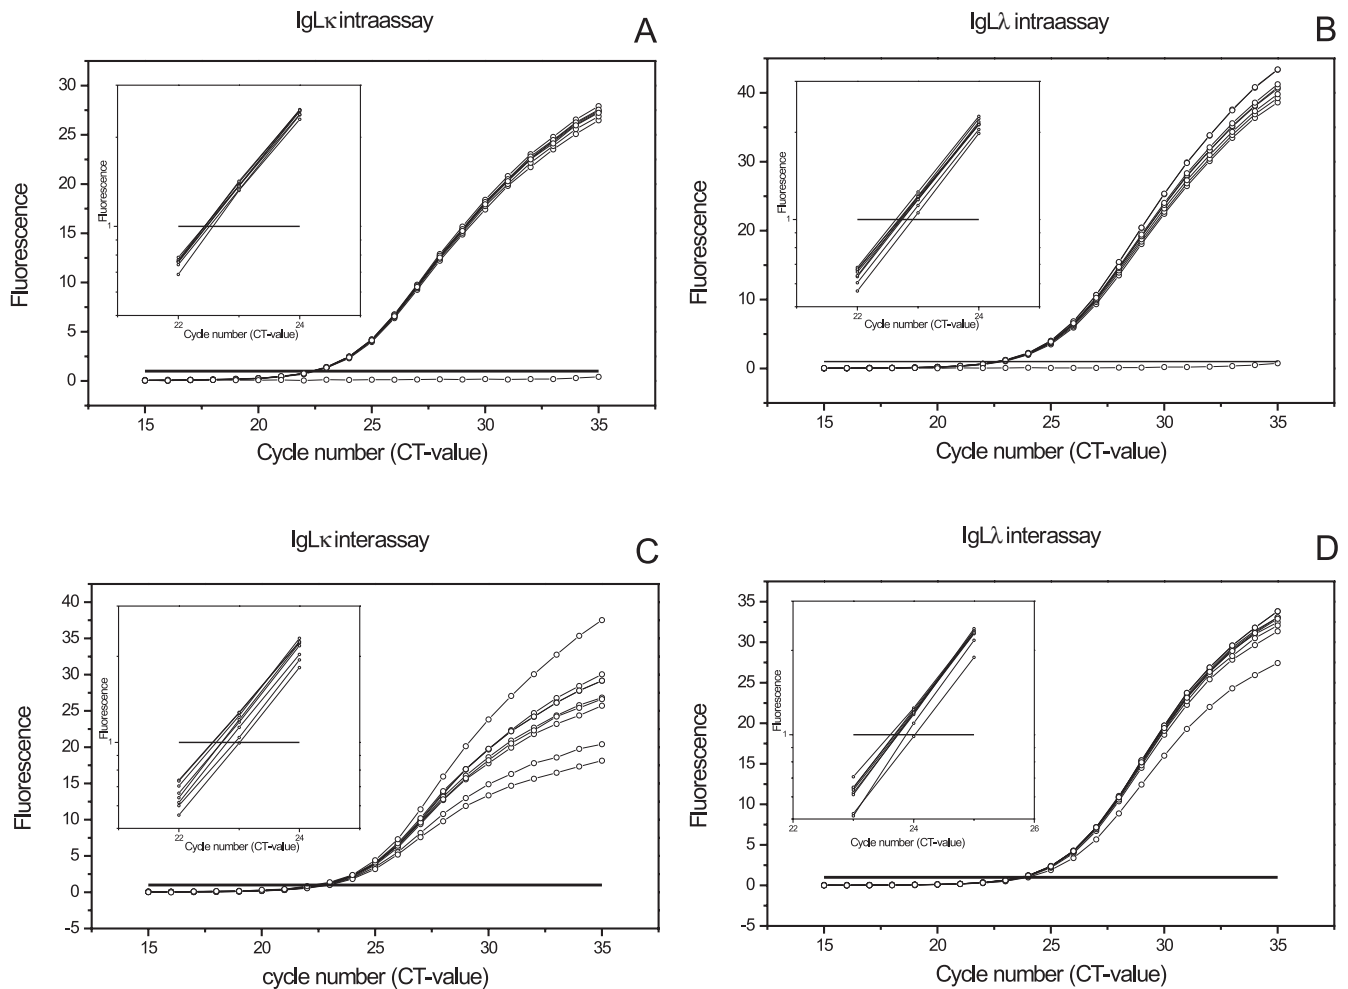 IgLκ intraassay
A
30
25
20
15
10
5
0
Fluorescence
15
20
25
30
35
Cycle number (CT-value)
Fluorescence
1
22
24
Cycle number (CT-value)
IgLλ intraassay
B
40
30
20
10
0
Fluorescence
15
20
25
30
35
Cycle number (CT-value)
Fluorescence
1
22
24
Cycle number (CT-value)
IgLκ interassay
C
40
35
30
25
20
15
10
5
0
-5
Fluorescence
15
20
25
30
35
cycle number (CT-value)
Fluorescence
1
22
24
Cycle number (CT-value)
IgLλ interassay
D
35
30
25
20
15
10
5
0
-5
Fluorescence
15
20
25
30
35
Cycle number (CT-value)
Fluorescence
1
22
24
26
Cycle number (CT-value)